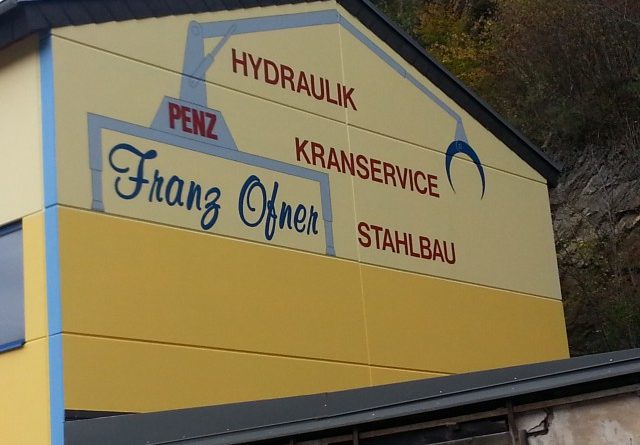 HYDRAULIK
PENZ
KRANSERVICE
Franz Ofner
STAHLBAU